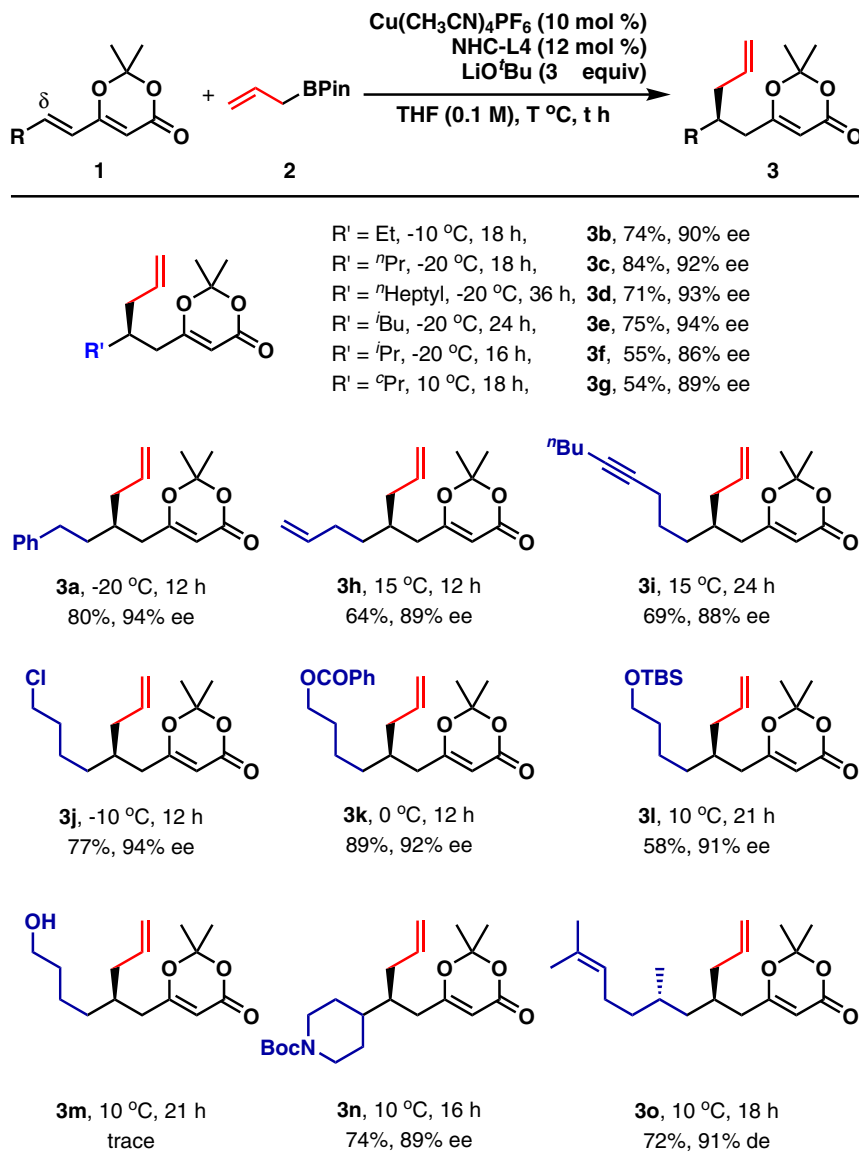 Cu(CH₃CN)₄PF₆ (10 mol %)
NHC-L4 (12 mol %)
LiOᵗBu (3 equiv)
THF (0.1 M), T °C, t h
δ
R
O
O
O
+
BPin
R
O
O
O
1
2
3
R'
O
O
O
R' = Et, -10 °C, 18 h, 3b, 74%, 90% ee
R' = ⁿPr, -20 °C, 18 h, 3c, 84%, 92% ee
R' = ⁿHeptyl, -20 °C, 36 h, 3d, 71%, 93% ee
R' = ⁱBu, -20 °C, 24 h, 3e, 75%, 94% ee
R' = ⁱPr, -20 °C, 16 h, 3f, 55%, 86% ee
R' = ᶜPr, 10 °C, 18 h, 3g, 54%, 89% ee
Ph
O
O
O
3a, -20 °C, 12 h
80%, 94% ee
O
O
O
3h, 15 °C, 12 h
64%, 89% ee
ⁿBu
O
O
O
3i, 15 °C, 24 h
69%, 88% ee
Cl
O
O
O
3j, -10 °C, 12 h
77%, 94% ee
OCOPh
O
O
O
3k, 0 °C, 12 h
89%, 92% ee
OTBS
O
O
O
3l, 10 °C, 21 h
58%, 91% ee
OH
O
O
O
3m, 10 °C, 21 h
trace
BocN
O
O
O
3n, 10 °C, 16 h
74%, 89% ee
O
O
O
3o, 10 °C, 18 h
72%, 91% de